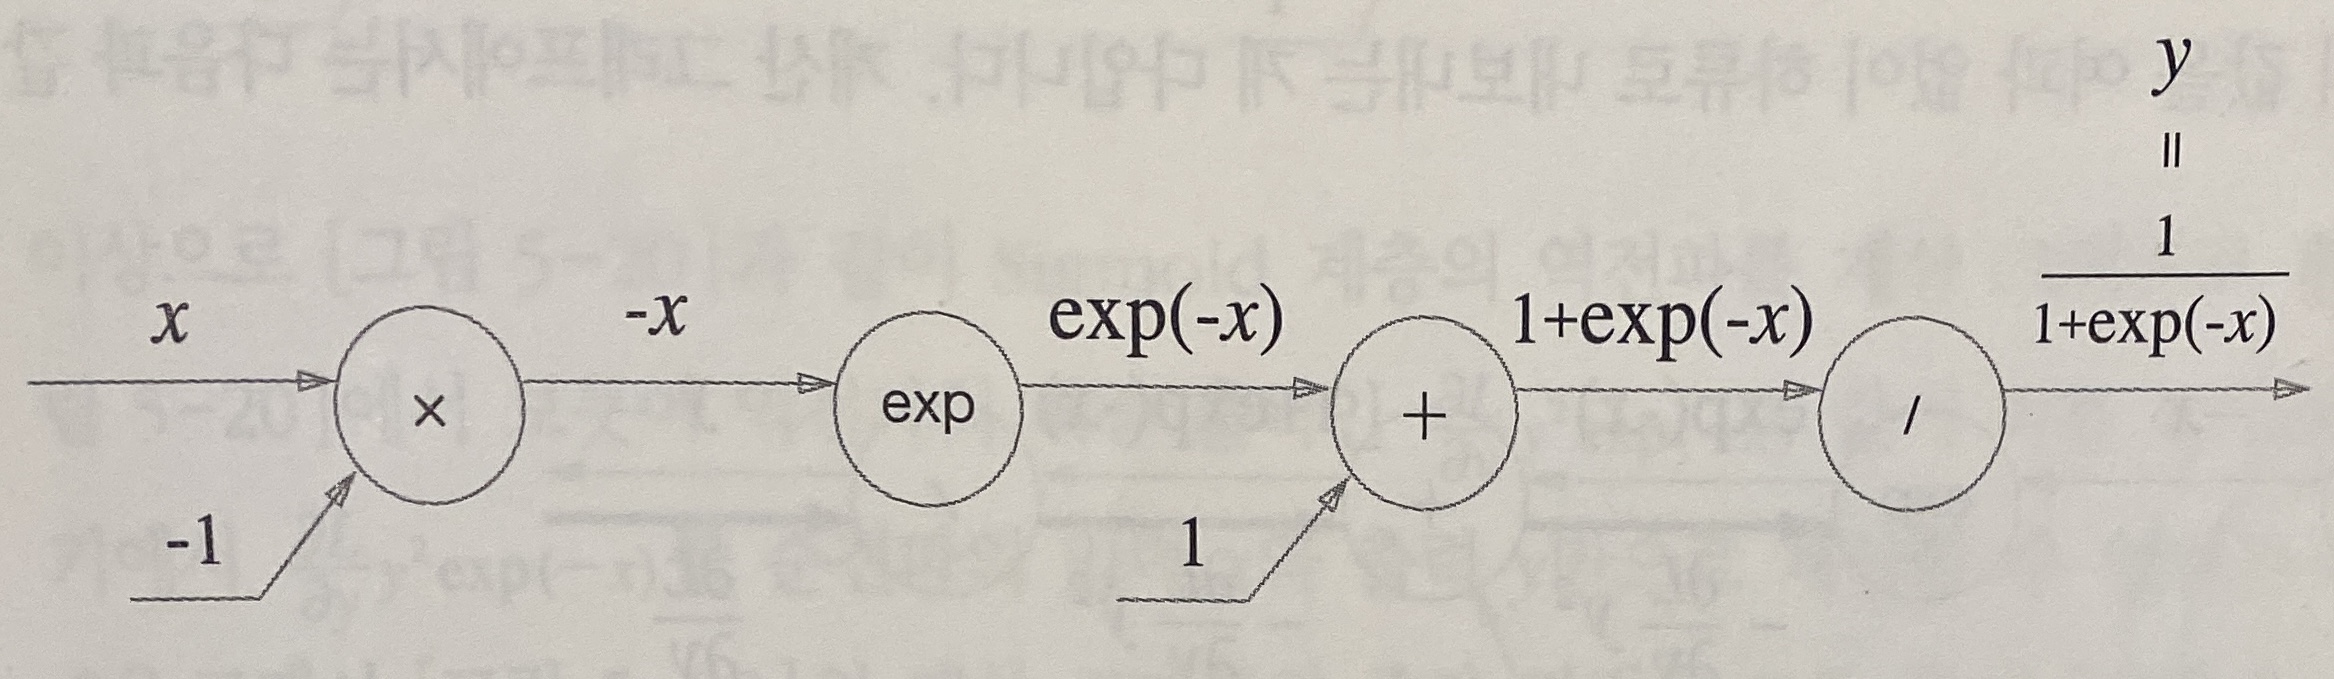 y
=
1
x -x exp(-x) 1+exp(-x) 1+exp(-x)
× exp + /
-1 1